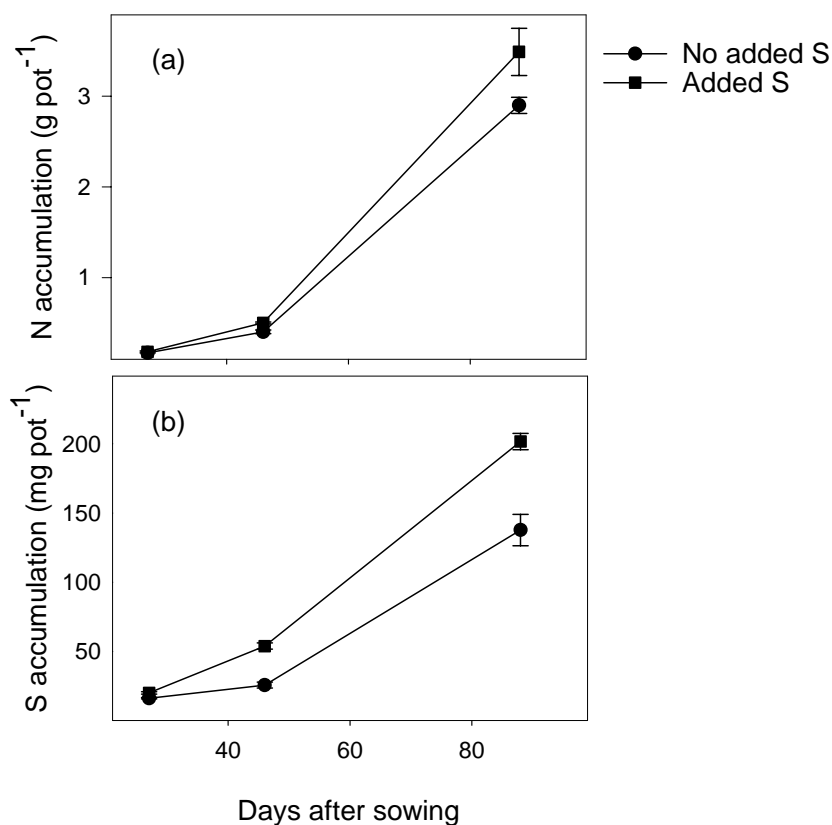 (a)
No added S
Added S
N accumulation (g pot⁻¹)
3
2
1
(b)
S accumulation (mg pot⁻¹)
200
150
100
50
40 60 80
Days after sowing